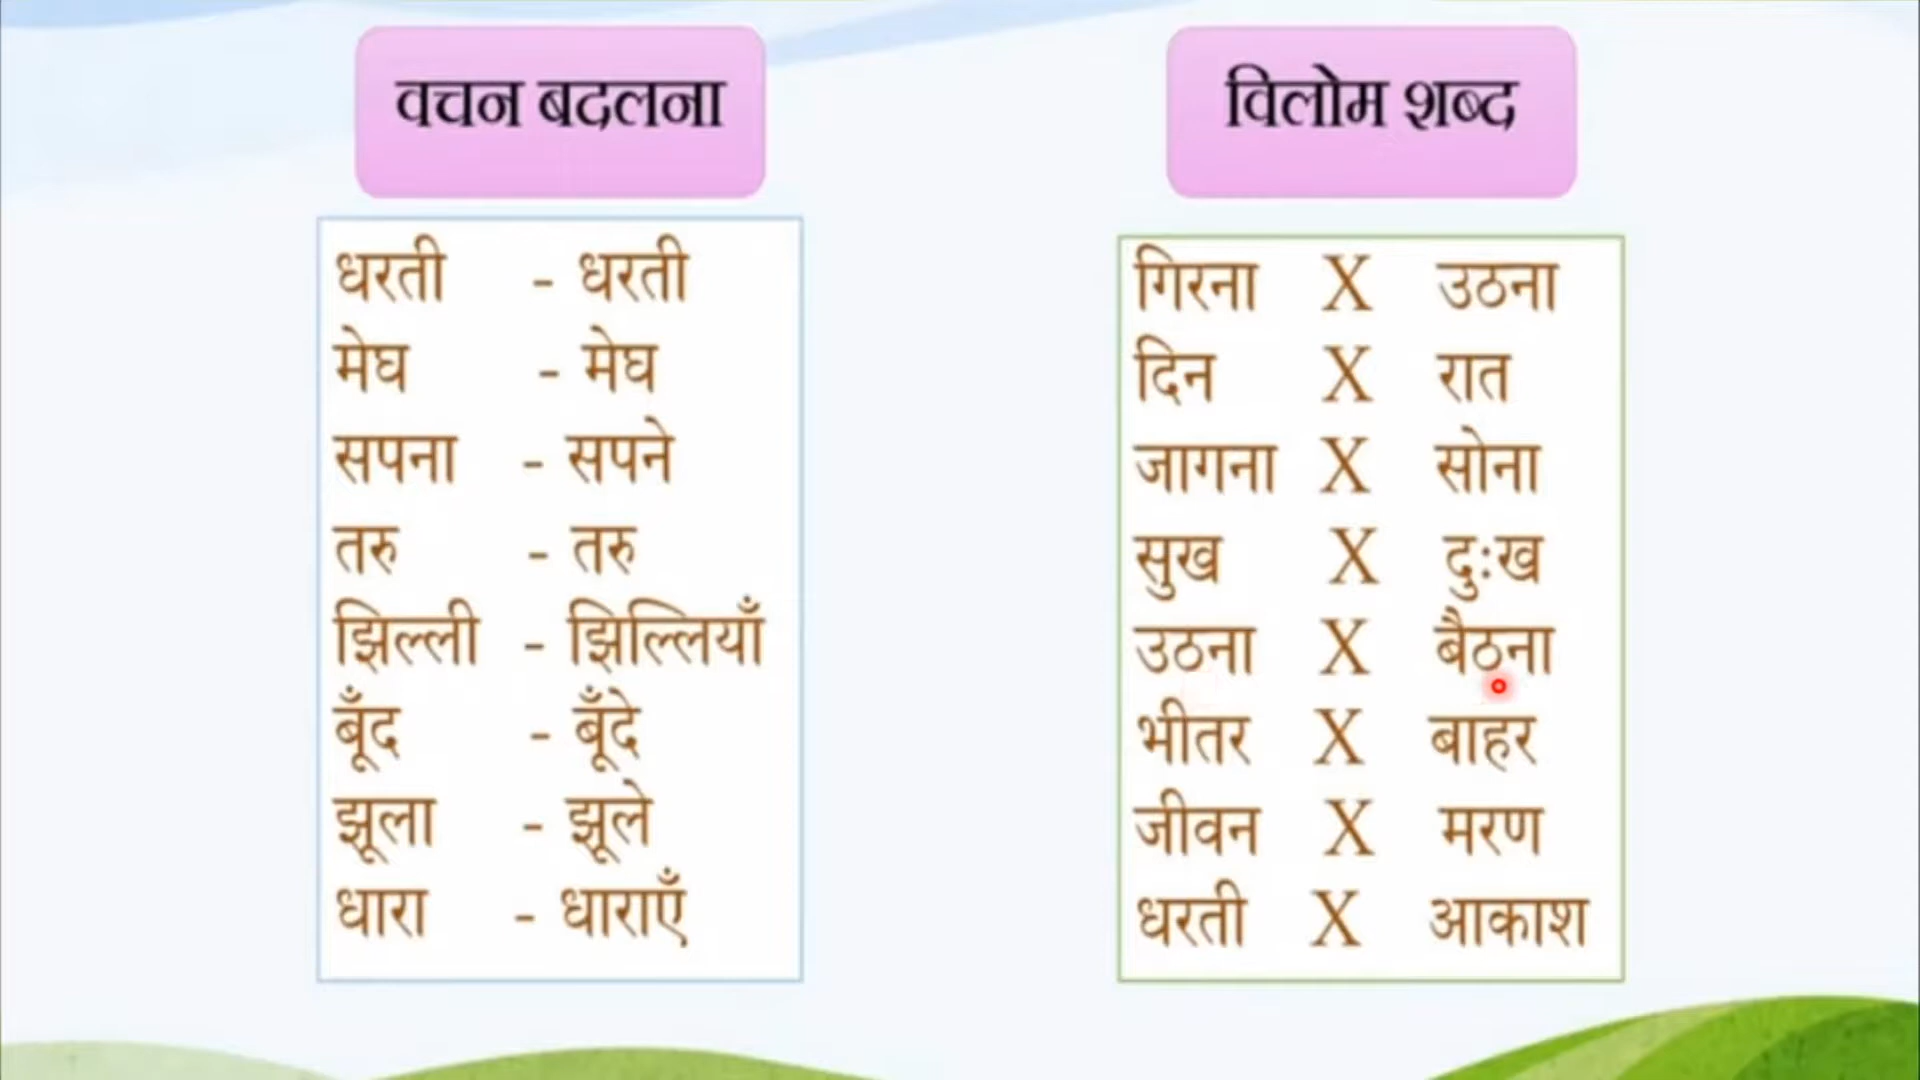 वचन बदलना
धरती - धरती
मेघ - मेघ
सपना - सपने
तरु - तरु
झिल्ली - झिल्लियाँ
बूँद - बूँदे
झूला - झूले
धारा - धाराएँ
विलोम शब्द
गिरना X उठना
दिन X रात
जागना X सोना
सुख X दुःख
उठना X बैठना
भीतर X बाहर
जीवन X मरण
धरती X आकाश